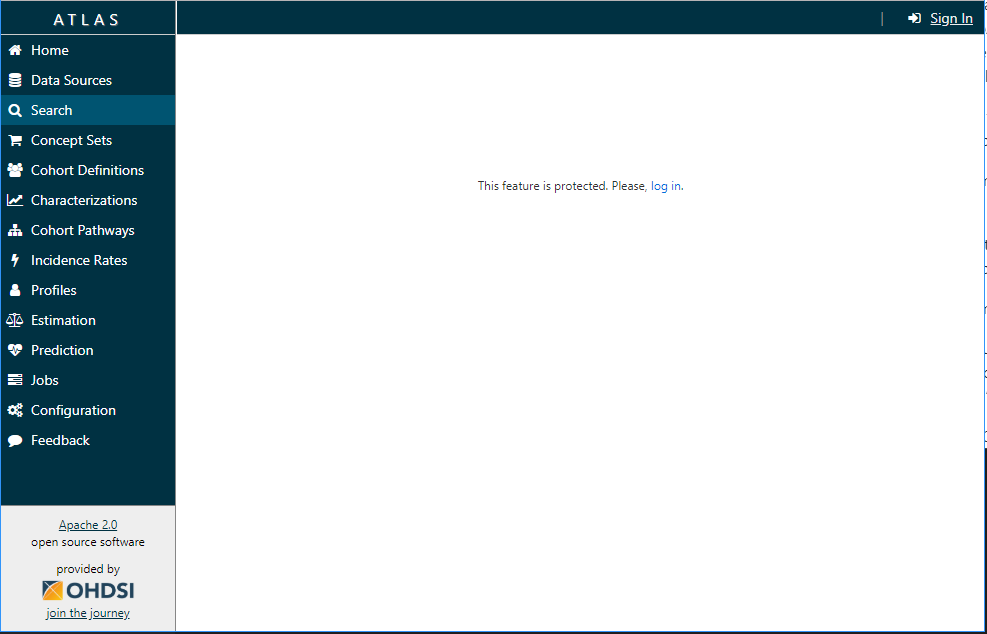 ATLAS
| Sign In
Home
Data Sources
Search
Concept Sets
Cohort Definitions
Characterizations
Cohort Pathways
Incidence Rates
Profiles
Estimation
Prediction
Jobs
Configuration
Feedback
This feature is protected. Please, log in.
Apache 2.0
open source software
provided by
OHDSI
join the journey